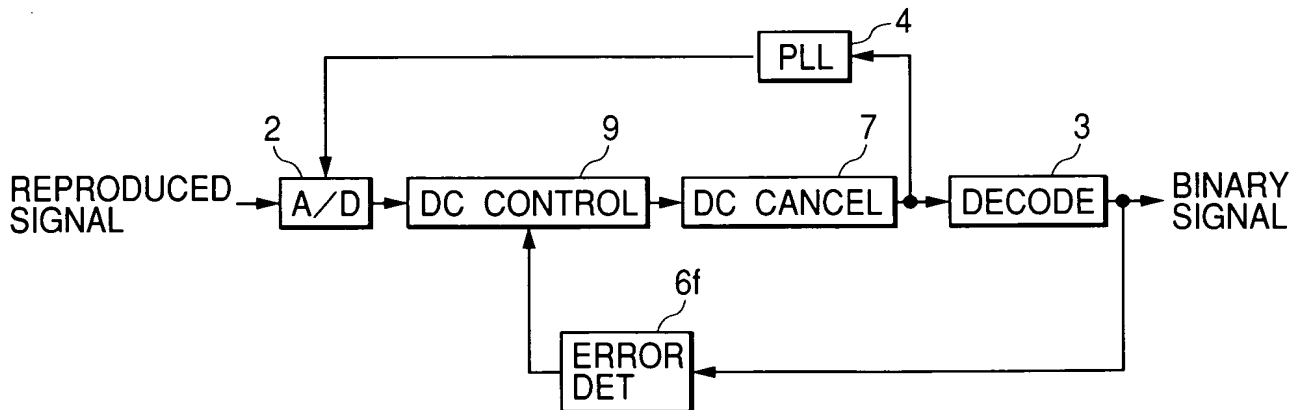 4
PLL
2
9
7
3
REPRODUCED
SIGNAL
A/D
DC CONTROL
DC CANCEL
DECODE
BINARY
SIGNAL
6f
ERROR
DET